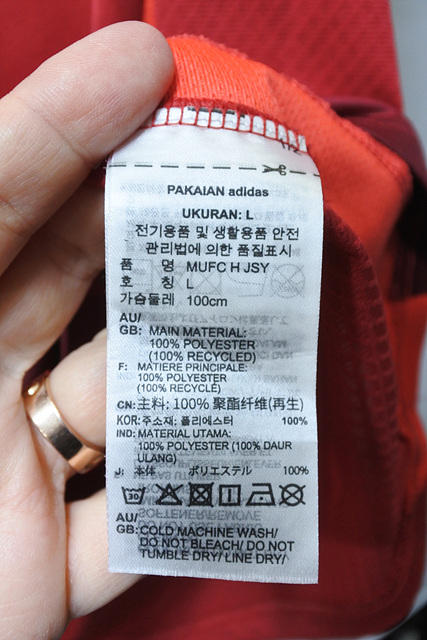 PAKAIAN adidas
UKURAN: L
전기용품 및 생활용품 안전
관리법에 의한 품질표시
품 명 MUFC H JSY
호 칭 L
가슴둘레 100cm
AU/
GB: MAIN MATERIAL:
100% POLYESTER
(100% RECYCLED)
F: MATIERE PRINCIPALE:
100% POLYESTER
(100% RECYCLÉ)
CN: 主料: 100% 聚酯纤维(再生)
KOR: 주소재: 폴리에스터 100%
IND: MATERIAL UTAMA:
100% POLYESTER (100% DAUR
ULANG)
J: 本体 ポリエステル 100%
30
AU/
GB: COLD MACHINE WASH/
DO NOT BLEACH/ DO NOT
TUMBLE DRY/ LINE DRY/